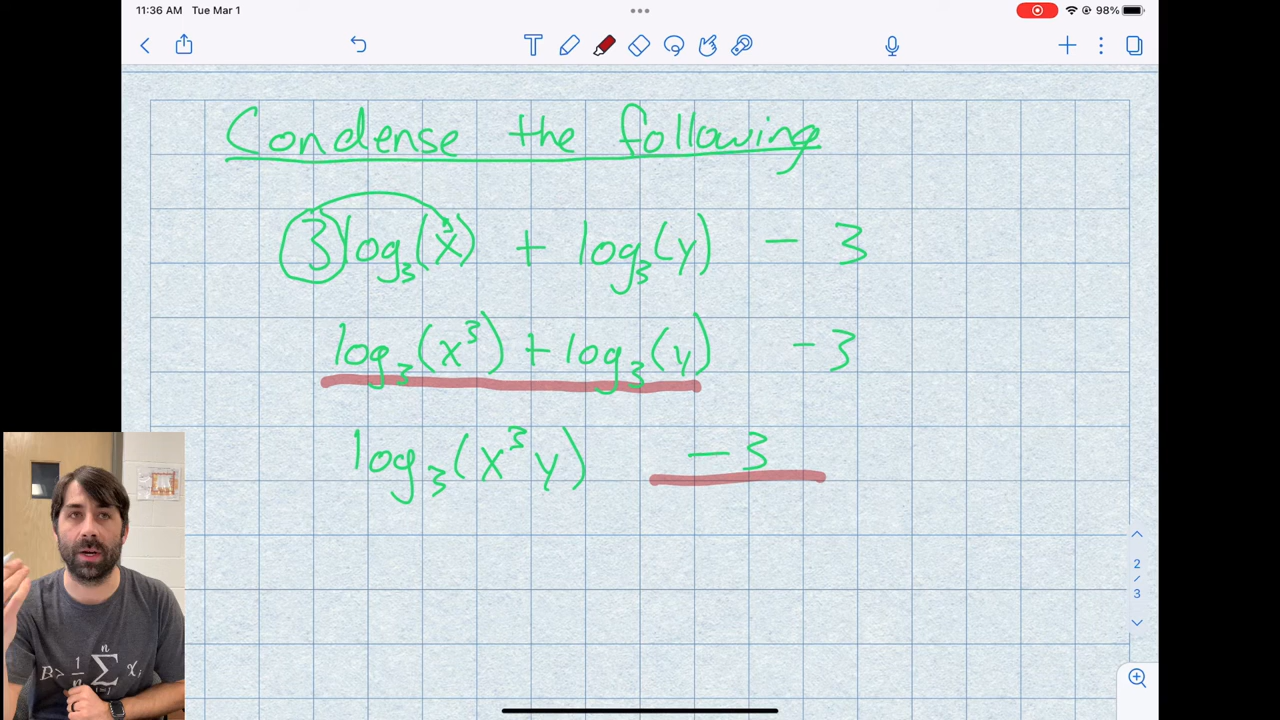 11:36 AM Tue Mar 1 98%
T
Condense the following
3 log₃(x³) + log₃(y) - 3
log₃(x³) + log₃(y) - 3
log₃(x³y) - 3
2
/
3